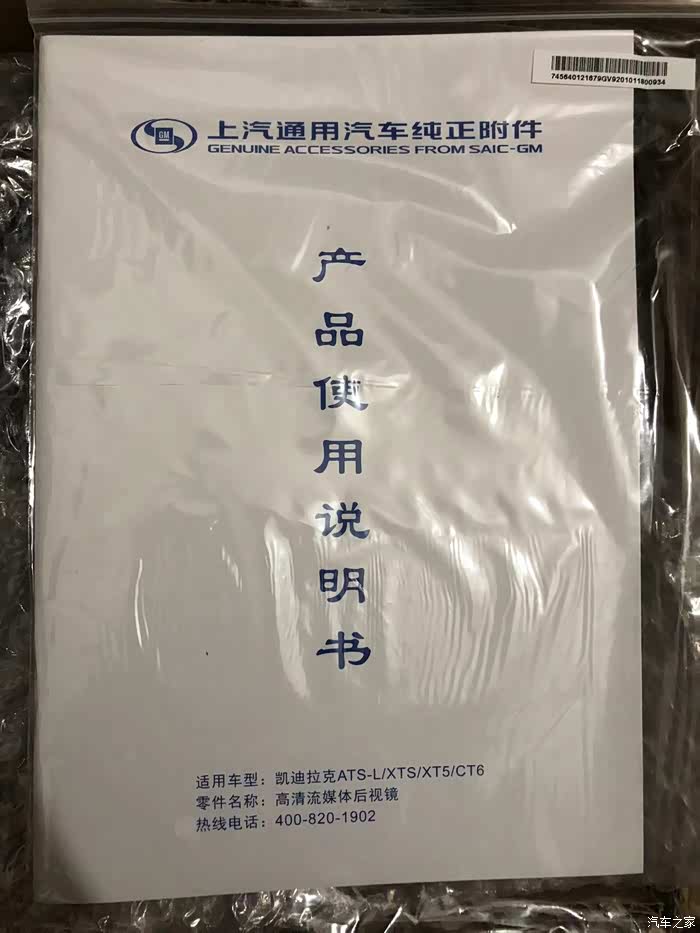 745640121679GV9201011800934
GM
上汽通用汽车纯正附件
GENUINE ACCESSORIES FROM SAIC-GM
产品使用说明书
适用车型：凯迪拉克ATS-L/XTS/XT5/CT6
零件名称：高清流媒体后视镜
热线电话：400-820-1902
汽车之家